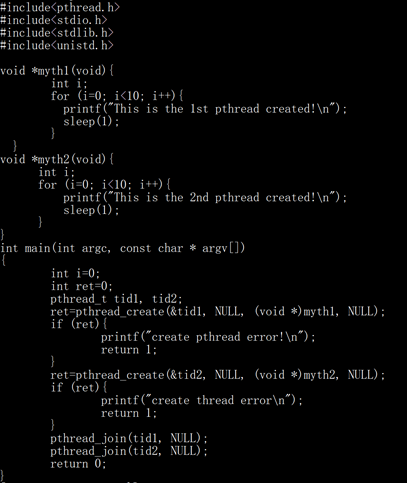 #include<pthread.h>
#include<stdio.h>
#include<stdlib.h>
#include<unistd.h>
void *myth1(void){
int i;
for (i=0; i<10; i++){
printf("This is the 1st pthread created!\n");
sleep(1);
}
}
void *myth2(void){
int i;
for (i=0; i<10; i++){
printf("This is the 2nd pthread created!\n");
sleep(1);
}
}
int main(int argc, const char * argv[])
{
int i=0;
int ret=0;
pthread_t tid1, tid2;
ret=pthread_create(&tid1, NULL, (void *)myth1, NULL);
if (ret){
printf("create pthread error!\n");
return 1;
}
ret=pthread_create(&tid2, NULL, (void *)myth2, NULL);
if (ret){
printf("create thread error\n");
return 1;
}
pthread_join(tid1, NULL);
pthread_join(tid2, NULL);
return 0;
}